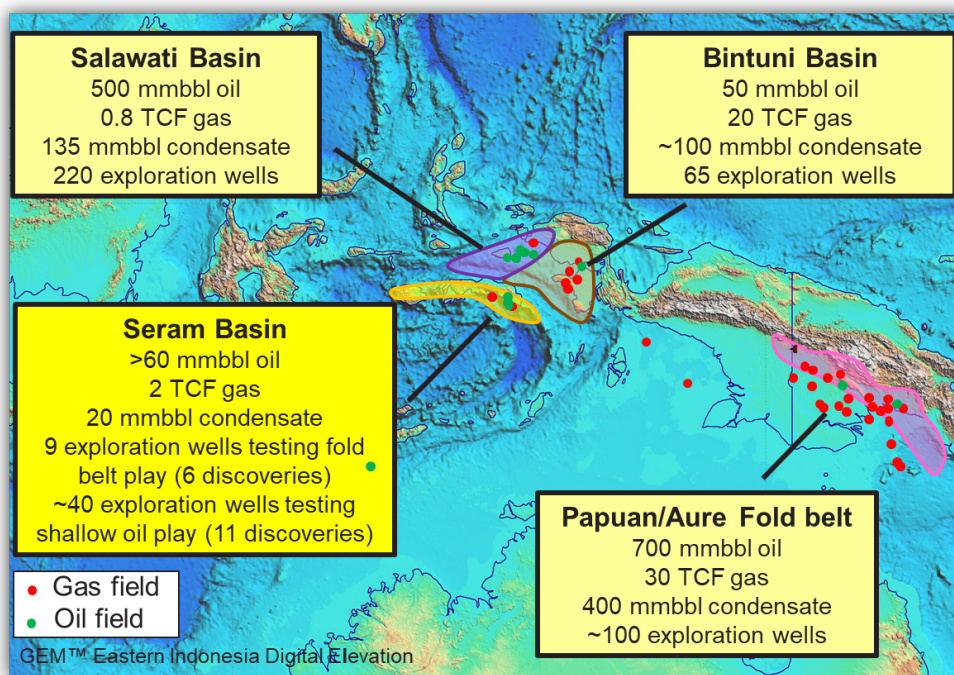 Salawati Basin
500 mmbbl oil
0.8 TCF gas
135 mmbbl condensate
220 exploration wells
Bintuni Basin
50 mmbbl oil
20 TCF gas
~100 mmbbl condensate
65 exploration wells
Seram Basin
>60 mmbbl oil
2 TCF gas
20 mmbbl condensate
9 exploration wells testing fold
belt play (6 discoveries)
~40 exploration wells testing
shallow oil play (11 discoveries)
Papuan/Aure Fold belt
700 mmbbl oil
30 TCF gas
400 mmbbl condensate
~100 exploration wells
Gas field
Oil field
GEM™ Eastern Indonesia Digital Elevation